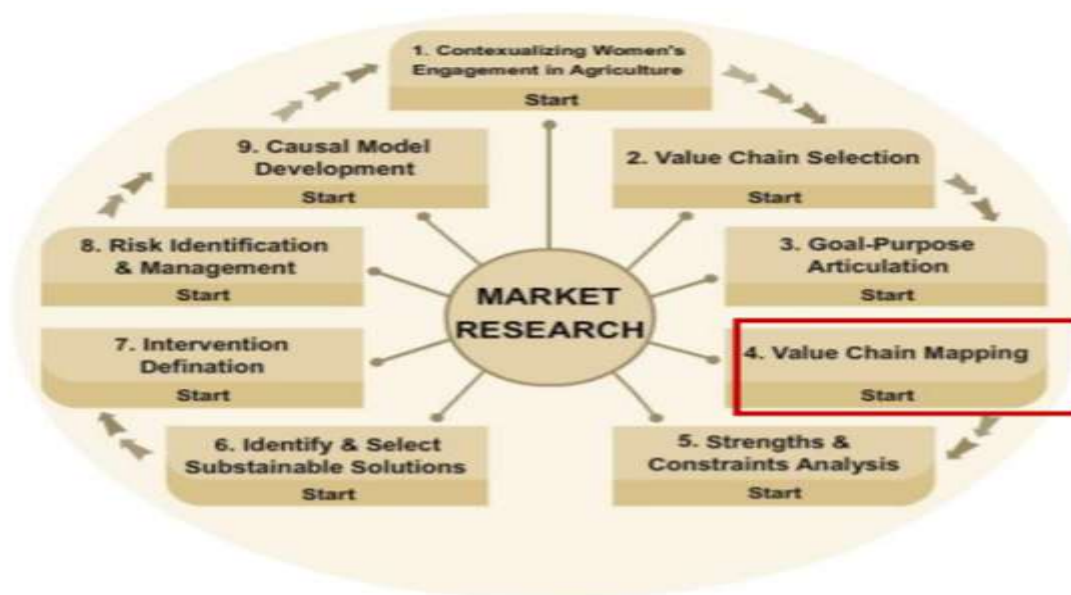 1. Contexualizing Women's
Engagement in Agriculture
Start
2. Value Chain Selection
Start
3. Goal-Purpose
Articulation
Start
4. Value Chain Mapping
Start
5. Strengths &
Constraints Analysis
Start
6. Identify & Select
Substainable Solutions
Start
7. Intervention
Defination
Start
8. Risk Identification
& Management
Start
9. Causal Model
Development
Start
MARKET
RESEARCH